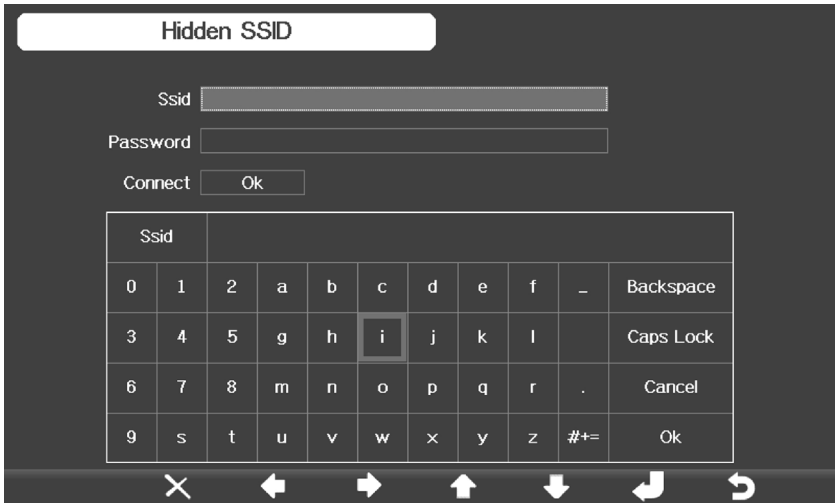 Hidden SSID
Ssid
Password
Connect Ok
Ssid
0 1 2 a b c d e f _ Backspace
3 4 5 g h i j k l Caps Lock
6 7 8 m n o p q r . Cancel
9 s t u v w x y z #+= Ok